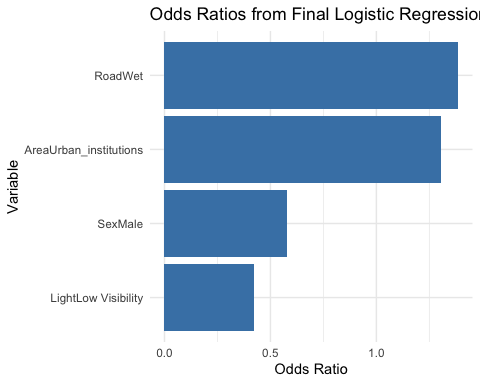 Odds Ratios from Final Logistic Regression
RoadWet
AreaUrban_institutions
SexMale
LightLow Visibility
Variable
0.0 0.5 1.0
Odds Ratio